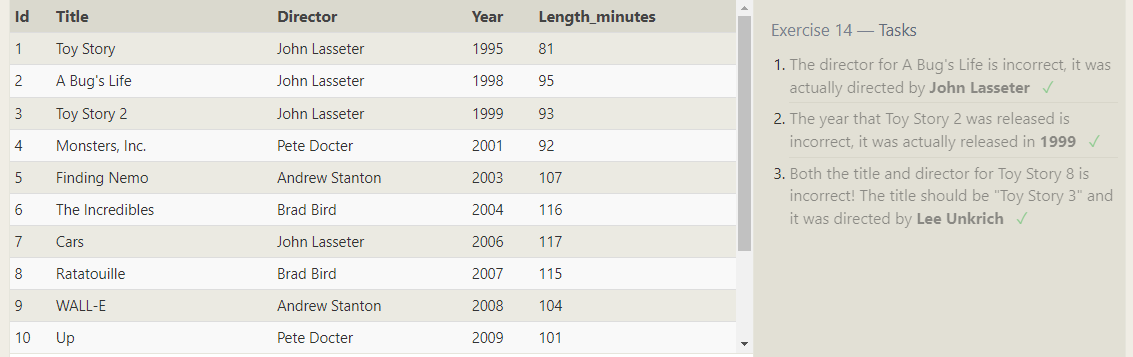 Id Title Director Year Length_minutes
1 Toy Story John Lasseter 1995 81
2 A Bug's Life John Lasseter 1998 95
3 Toy Story 2 John Lasseter 1999 93
4 Monsters, Inc. Pete Docter 2001 92
5 Finding Nemo Andrew Stanton 2003 107
6 The Incredibles Brad Bird 2004 116
7 Cars John Lasseter 2006 117
8 Ratatouille Brad Bird 2007 115
9 WALL-E Andrew Stanton 2008 104
10 Up Pete Docter 2009 101
Exercise 14 — Tasks
1. The director for A Bug's Life is incorrect, it was
actually directed by John Lasseter ✓
2. The year that Toy Story 2 was released is
incorrect, it was actually released in 1999 ✓
3. Both the title and director for Toy Story 8 is
incorrect! The title should be "Toy Story 3" and
it was directed by Lee Unkrich ✓